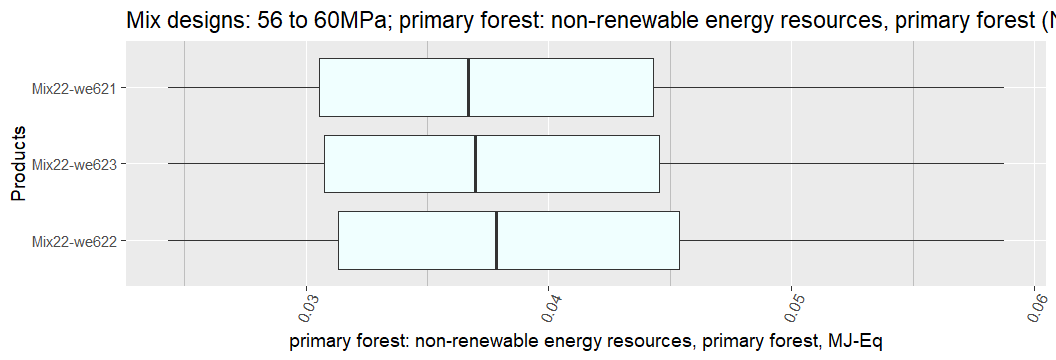 Mix designs: 56 to 60MPa; primary forest: non-renewable energy resources, primary forest (N
Products
Mix22-we621
Mix22-we623
Mix22-we622
0.03
0.04
0.05
0.06
primary forest: non-renewable energy resources, primary forest, MJ-Eq